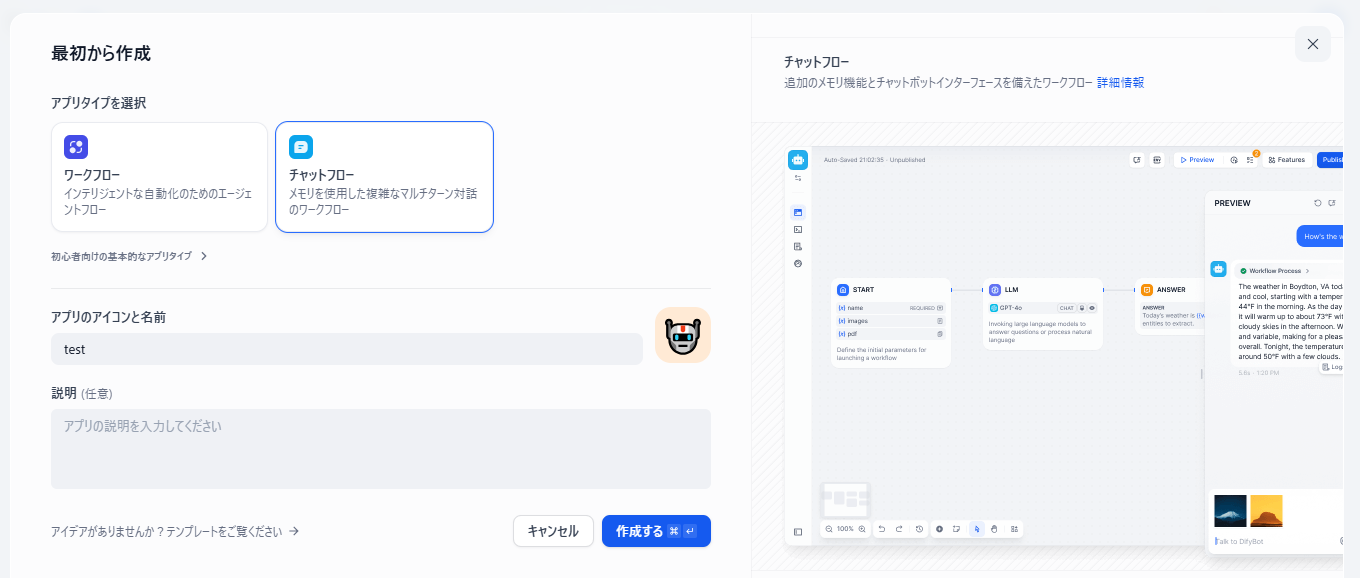 最初から作成
アプリタイプを選択
ワークフロー
インテリジェントな自動化のためのエージェ
ントフロー
チャットフロー
メモリを使用した複雑なマルチターン対話
のワークフロー
初心者向けの基本的なアプリタイプ
アプリのアイコンと名前
test
説明 (任意)
アプリの説明を入力してください
アイデアがありませんか？テンプレートをご覧ください →
キャンセル
作成する ⌘ ↵
チャットフロー
追加のメモリ機能とチャットボットインターフェースを備えたワークフロー 詳細情報
Auto-Saved 21:02:35 · Unpublished
Preview
2
Features
Publis
PREVIEW
How's the w
Workflow Process
The weather in Boydton, VA tod
and cool, starting with a temper
44°F in the morning. As the day
it will warm up to about 73°F wit
cloudy skies in the afternoon. W
and variable, making for a pleas
overall. Tonight, the temperature
around 50°F with a few clouds.
Log
5.6s · 1:20 PM
START
{x} name REQUIRED
{x} images
{x} pdf
Define the initial parameters for
launching a workflow
LLM
GPT-4o CHAT
Invoking large language models to
answer questions or process natural
language
ANSWER
ANSWER
Today's weather is {{w
entities to extract.
100%
Talk to DifyBot